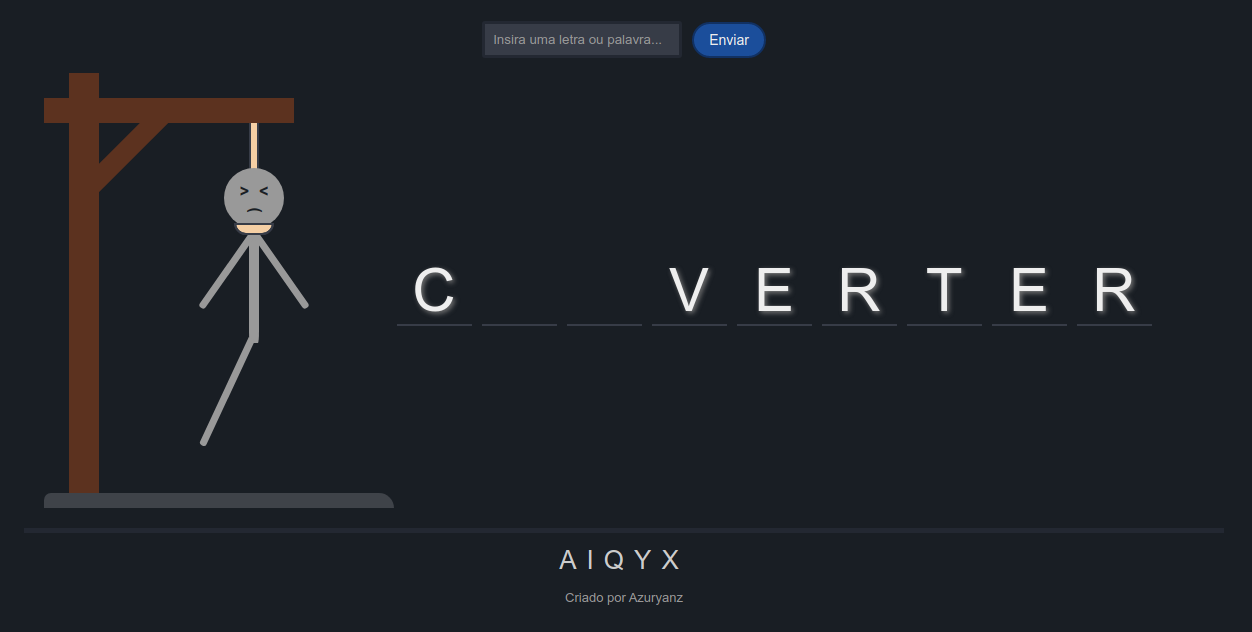 Insira uma letra ou palavra...
Enviar
> <
C _ _ V E R T E R
A I Q Y X
Criado por Azuryanz